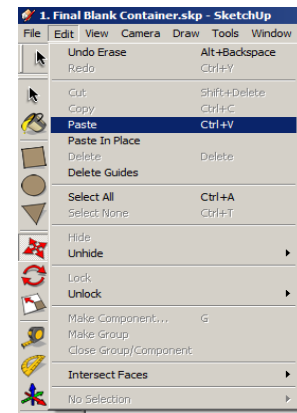 1. Final Blank Container.skp - SketchUp
File Edit View Camera Draw Tools Window
Undo Erase Alt+Backspace
Redo Ctrl+Y
Cut Shift+Delete
Copy Ctrl+C
Paste Ctrl+V
Paste In Place
Delete Delete
Delete Guides
Select All Ctrl+A
Select None Ctrl+T
Hide
Unhide
Lock
Unlock
Make Component... G
Make Group
Close Group/Component
Intersect Faces
No Selection